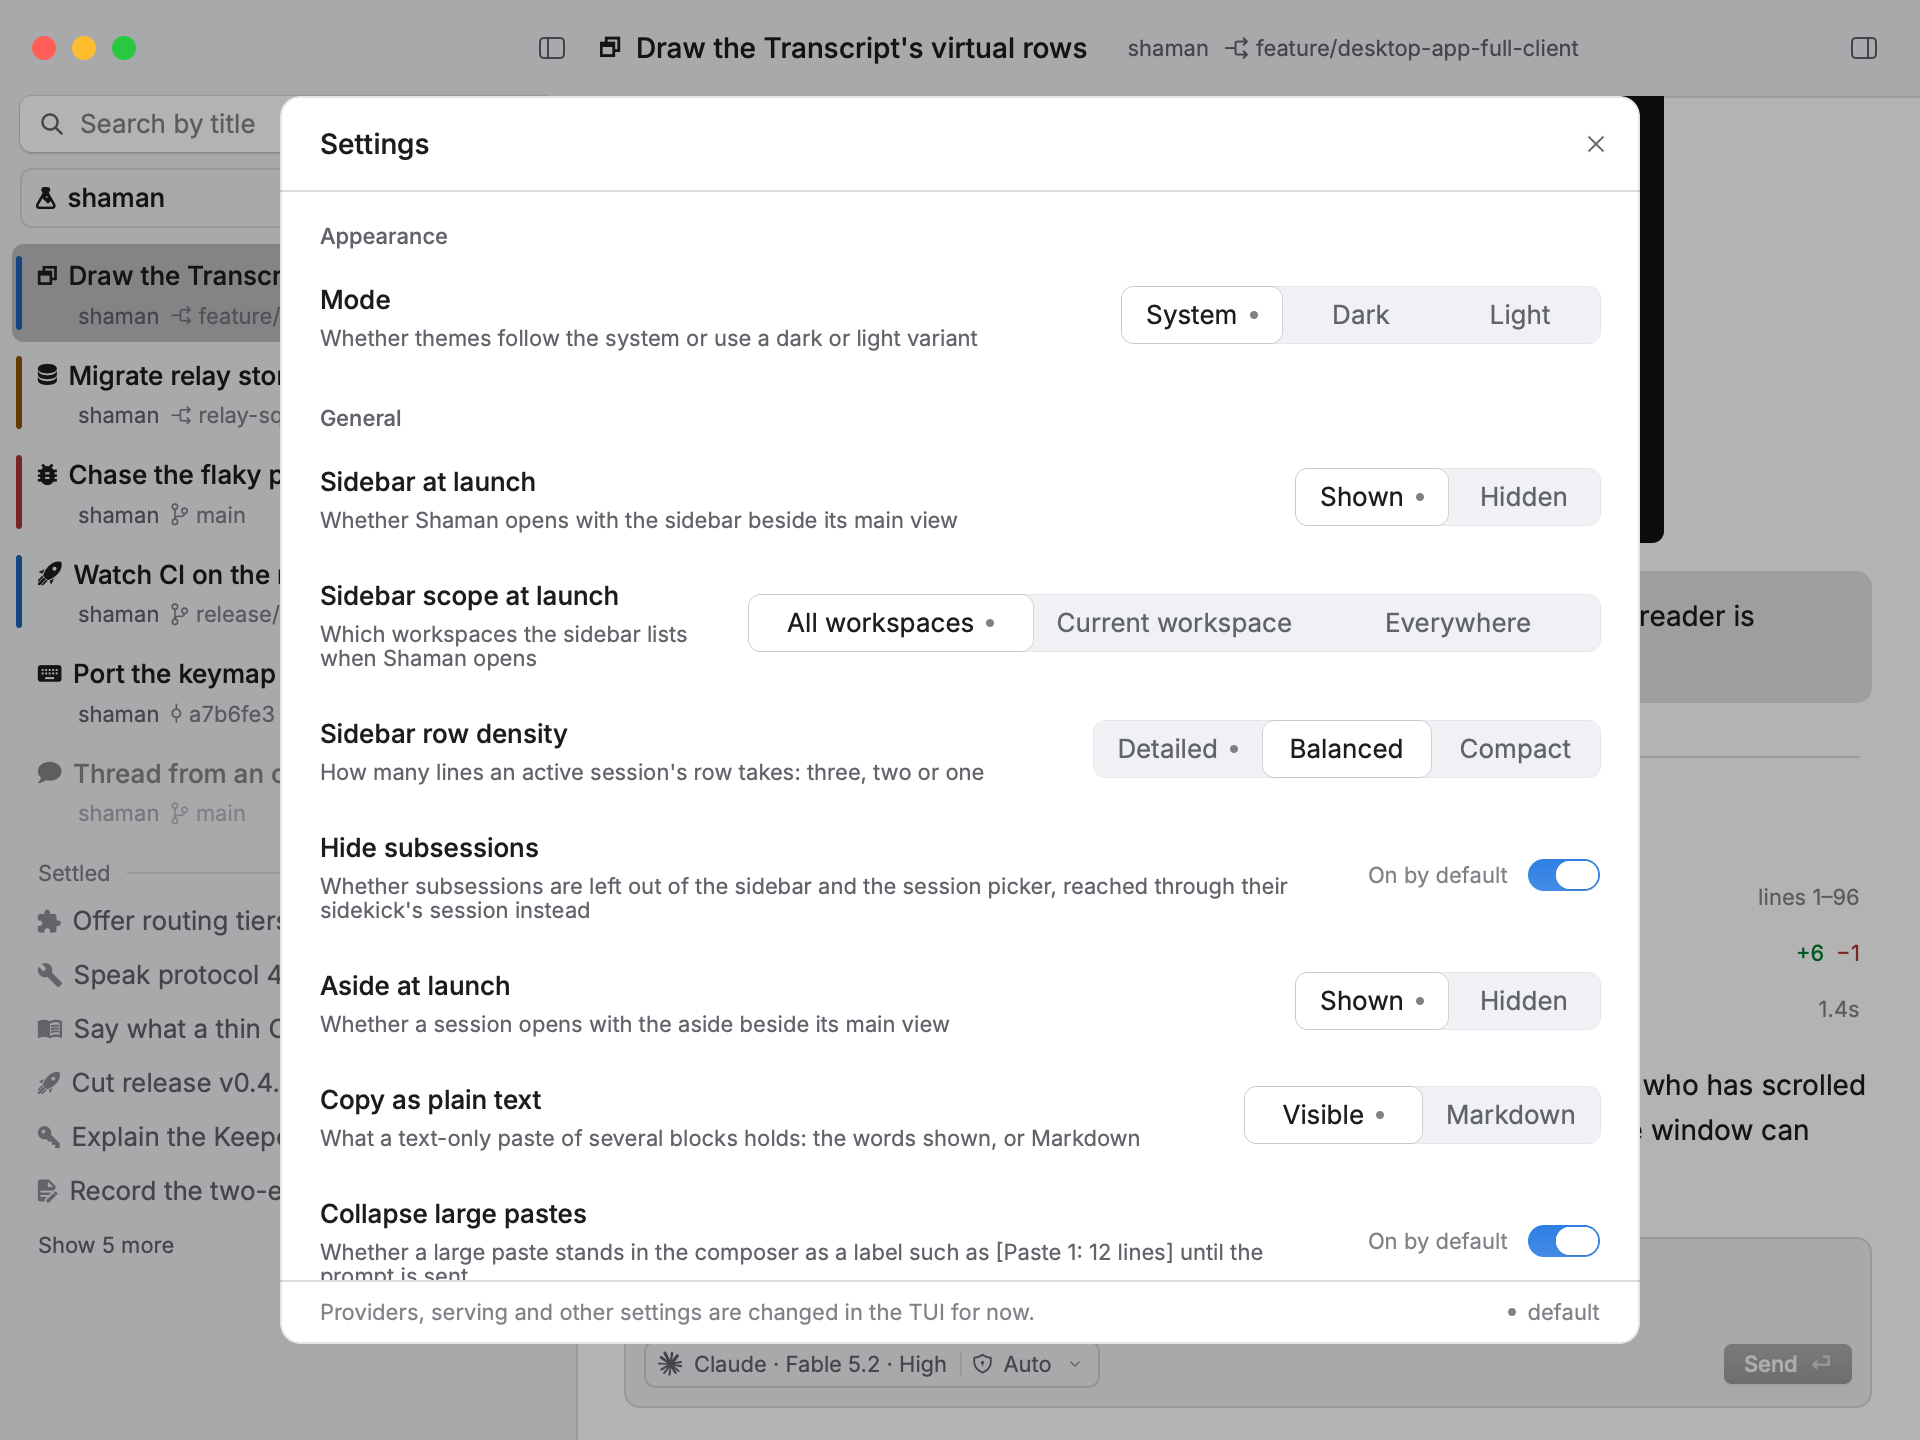 Draw the Transcript's virtual rows shaman feature/desktop-app-full-client
Search by title
shaman
Draw the Transcr
shaman feature/
Migrate relay sto
shaman relay-sc
Chase the flaky p
shaman main
Watch CI on the
shaman release/
Port the keymap
shaman a7b6fe3
Thread from an c
shaman main
Settled
Offer routing tiers
Speak protocol 4
Say what a thin C
Cut release v0.4.
Explain the Keepe
Record the two-e
Show 5 more
Settings
Appearance
Mode
Whether themes follow the system or use a dark or light variant
System • Dark Light
General
Sidebar at launch
Whether Shaman opens with the sidebar beside its main view
Shown • Hidden
Sidebar scope at launch
Which workspaces the sidebar lists
when Shaman opens
All workspaces • Current workspace Everywhere
Sidebar row density
How many lines an active session's row takes: three, two or one
Detailed • Balanced Compact
Hide subsessions
Whether subsessions are left out of the sidebar and the session picker, reached through their
sidekick's session instead
On by default
Aside at launch
Whether a session opens with the aside beside its main view
Shown • Hidden
Copy as plain text
What a text-only paste of several blocks holds: the words shown, or Markdown
Visible • Markdown
Collapse large pastes
Whether a large paste stands in the composer as a label such as [Paste 1: 12 lines] until the
prompt is sent
On by default
Providers, serving and other settings are changed in the TUI for now.
• default
reader is
lines 1–96
+6 −1
1.4s
who has scrolled
window can
Claude · Fable 5.2 · High Auto
Send